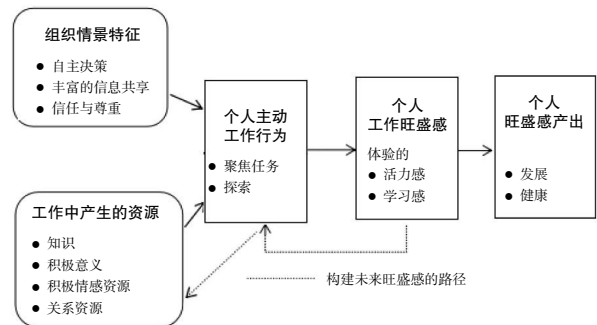 组织情景特征
● 自主决策
● 丰富的信息共享
● 信任与尊重
工作中产生的资源
● 知识
● 积极意义
● 积极情感资源
● 关系资源
个人主动
工作行为
● 聚焦任务
● 探索
个人
工作旺盛感
体验的
● 活力感
● 学习感
个人
旺盛感产出
● 发展
● 健康
构建未来旺盛感的路径